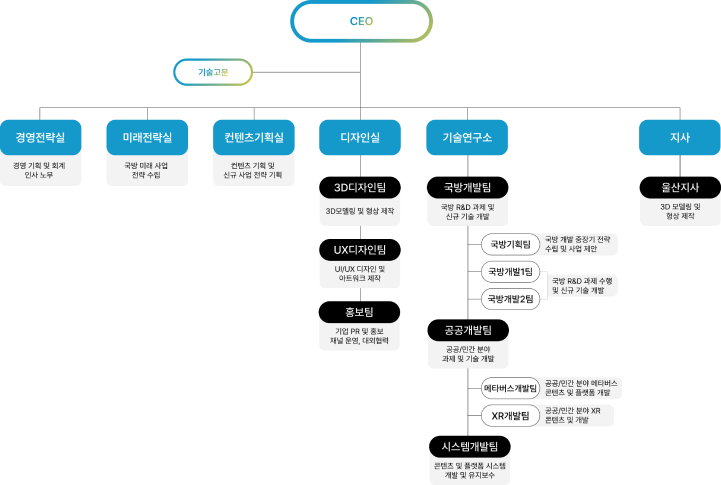 CEO
기술고문
경영전략실
경영 기획 및 회계
인사 노무
미래전략실
국방 미래 사업
전략 수립
컨텐츠기획실
컨텐츠 기획 및
신규 사업 전략 기획
디자인실
3D디자인팀
3D모델링 및 형상 제작
UX디자인팀
UI/UX 디자인 및
아트워크 제작
홍보팀
기업 PR 및 홍보
채널 운영, 대외협력
기술연구소
국방개발팀
국방 R&D 과제 및
신규 기술 개발
국방기획팀
국방 개발 중장기 전략
수립 및 사업 제안
국방개발1팀
국방개발2팀
국방 R&D 과제 수행
및 신규 기술 개발
공공개발팀
공공/민간 분야
과제 및 기술 개발
메타버스개발팀
공공/민간 분야 메타버스
콘텐츠 및 플랫폼 개발
XR개발팀
공공/민간 분야 XR
콘텐츠 및 개발
시스템개발팀
콘텐츠 및 플랫폼 시스템
개발 및 유지보수
지사
울산지사
3D 모델링 및
형상 제작